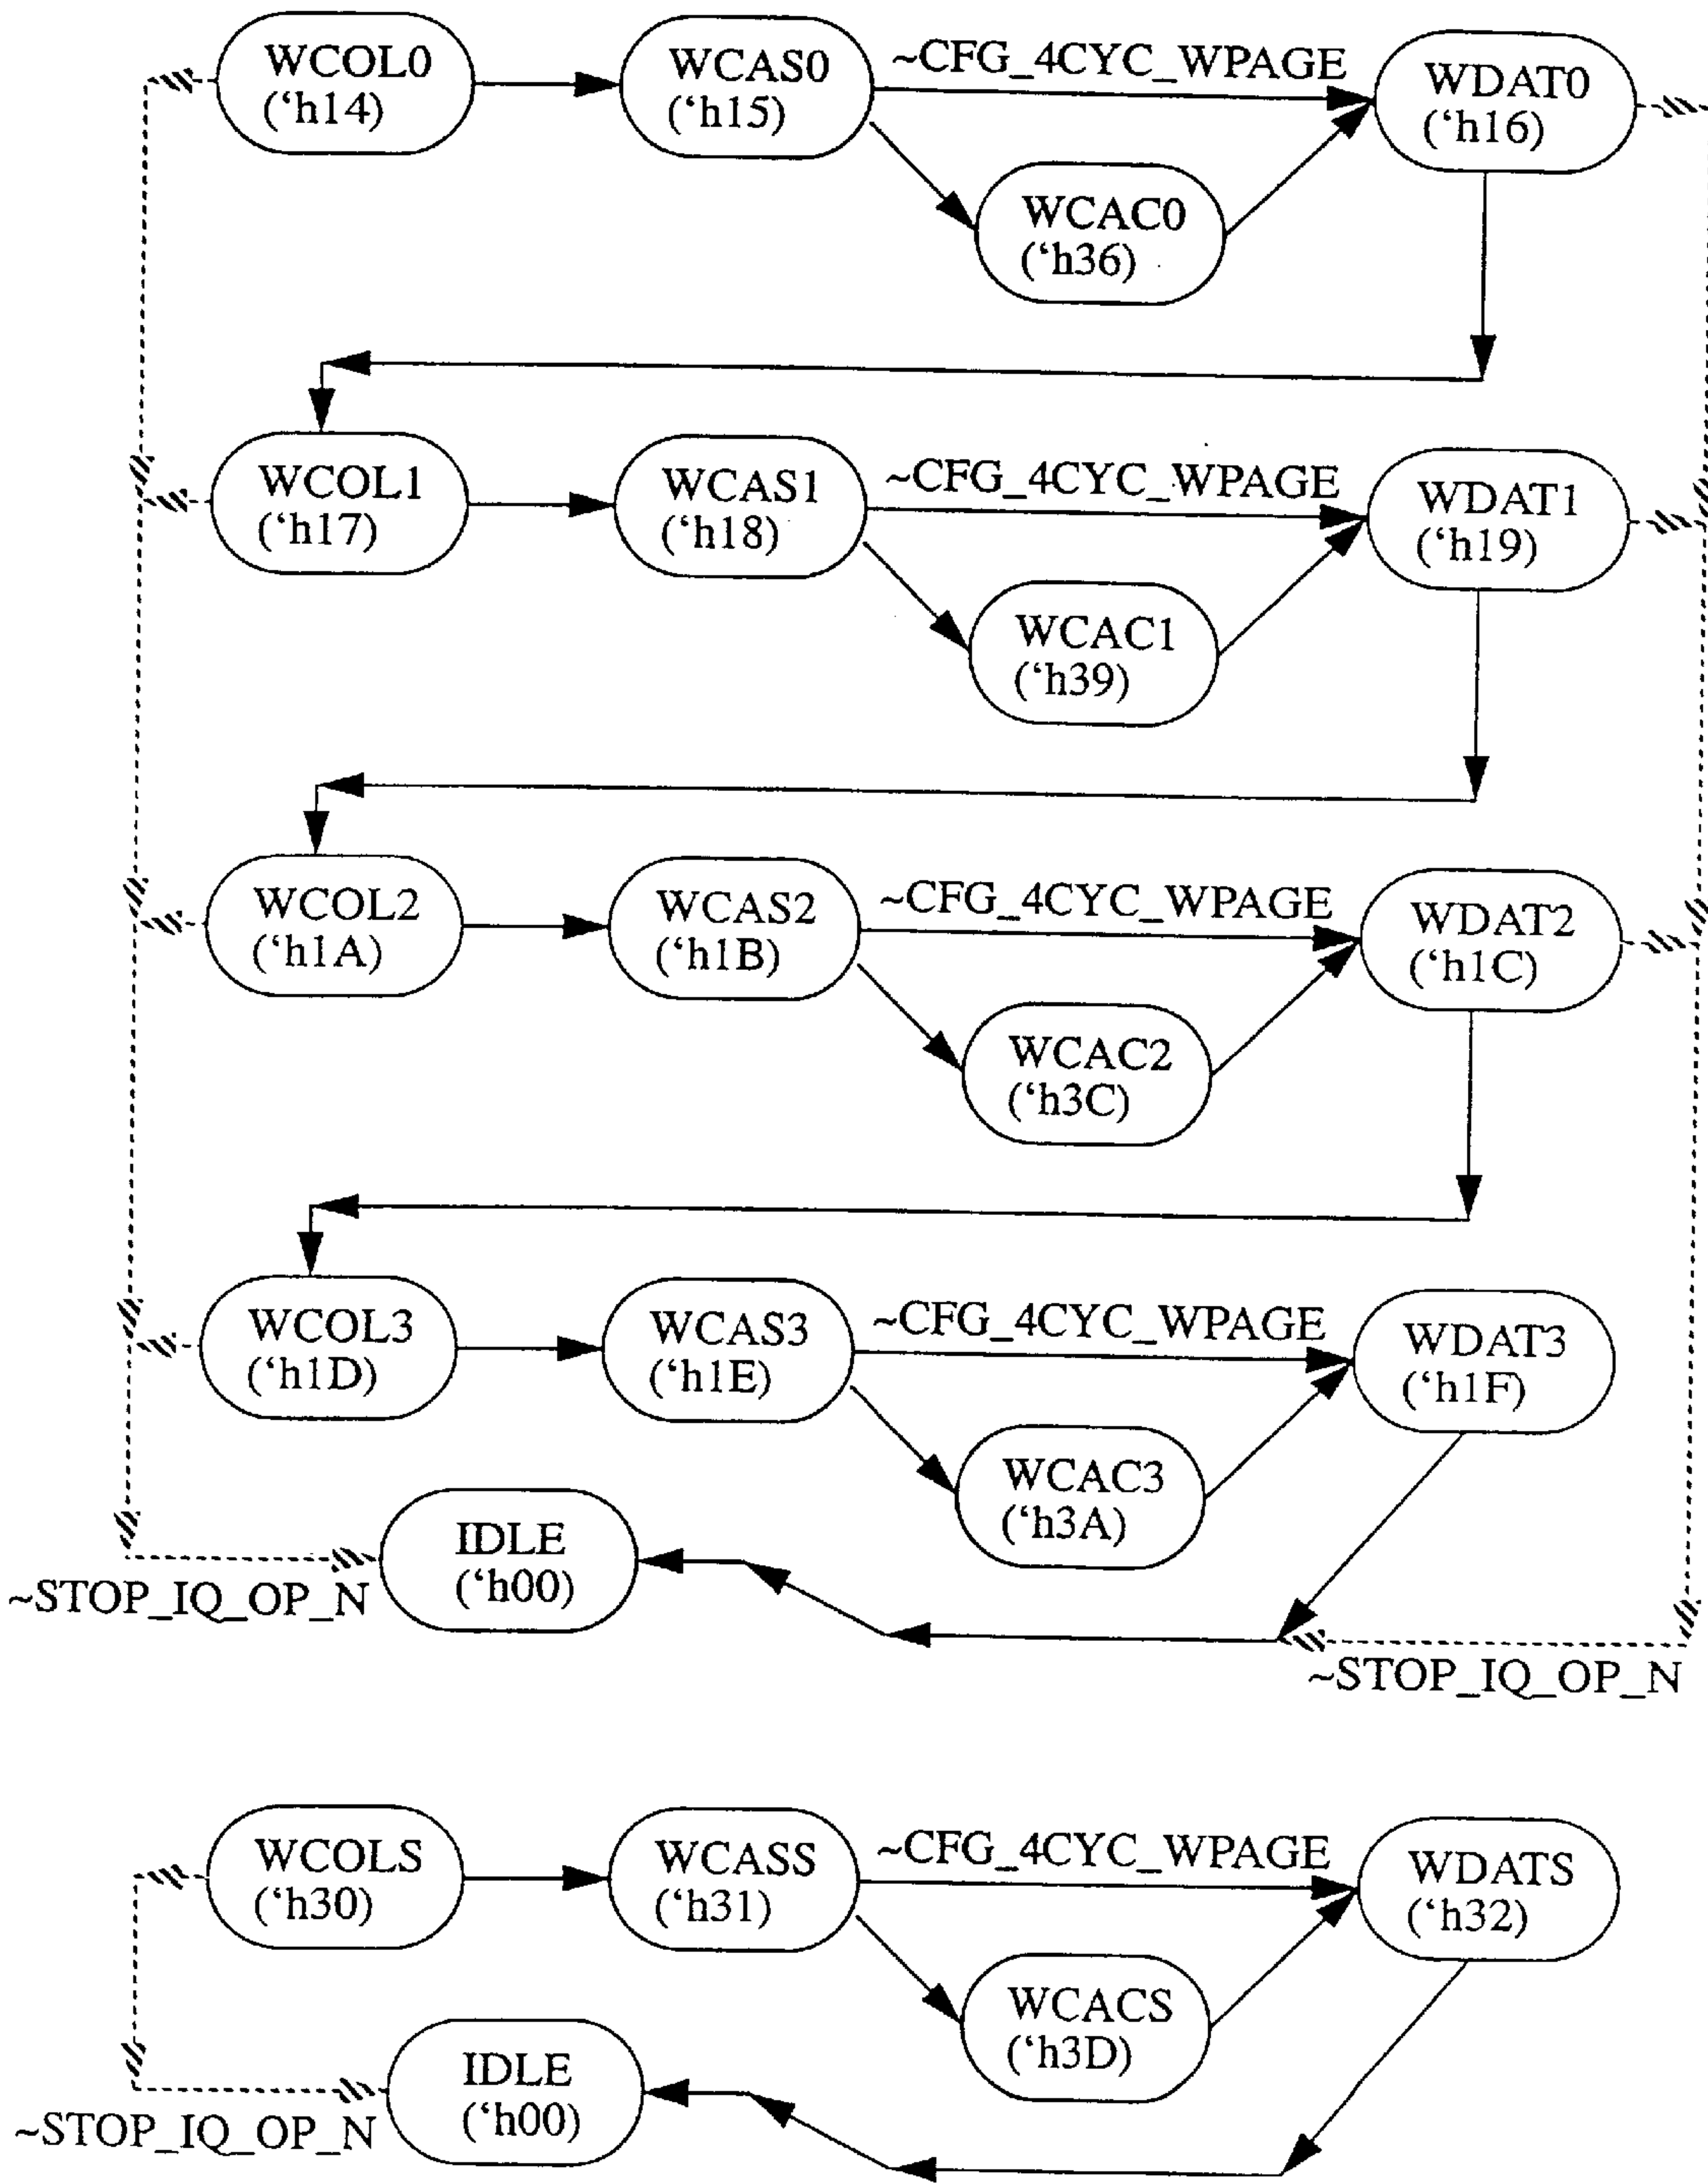 WCOL0
(‘h14)
WCAS0
(‘h15)
~CFG_4CYC_WPAGE
WDAT0
(‘h16)
WCAC0
(‘h36)
WCOL1
(‘h17)
WCAS1
(‘h18)
~CFG_4CYC_WPAGE
WDAT1
(‘h19)
WCAC1
(‘h39)
WCOL2
(‘h1A)
WCAS2
(‘h1B)
~CFG_4CYC_WPAGE
WDAT2
(‘h1C)
WCAC2
(‘h3C)
WCOL3
(‘h1D)
WCAS3
(‘h1E)
~CFG_4CYC_WPAGE
WDAT3
(‘h1F)
WCAC3
(‘h3A)
IDLE
(‘h00)
~STOP_IQ_OP_N
~STOP_IQ_OP_N
WCOLS
(‘h30)
WCASS
(‘h31)
~CFG_4CYC_WPAGE
WDATS
(‘h32)
WCACS
(‘h3D)
IDLE
(‘h00)
~STOP_IQ_OP_N